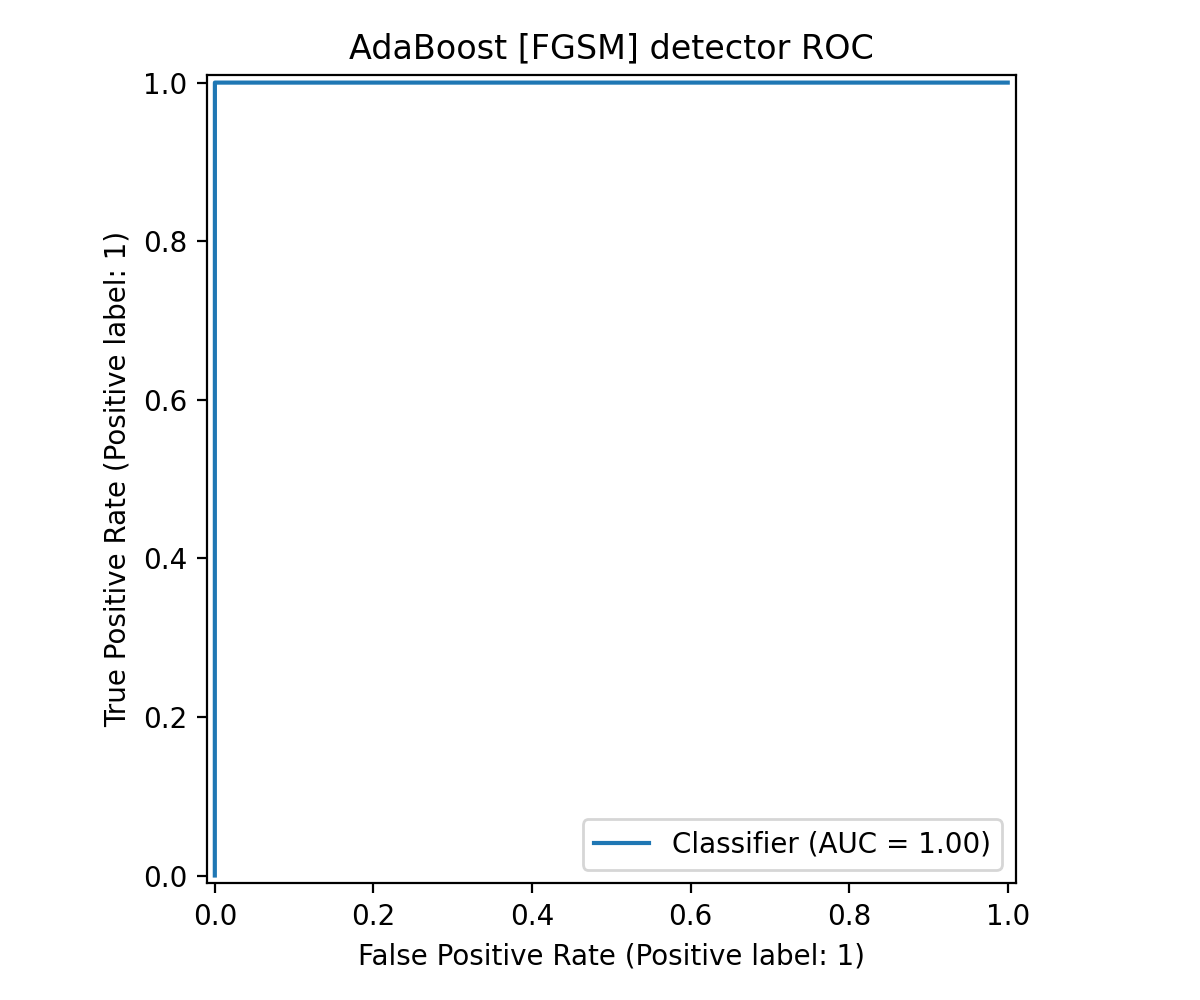 AdaBoost [FGSM] detector ROC
True Positive Rate (Positive label: 1)
1.0
0.8
0.6
0.4
0.2
0.0
Classifier (AUC = 1.00)
0.0 0.2 0.4 0.6 0.8 1.0
False Positive Rate (Positive label: 1)